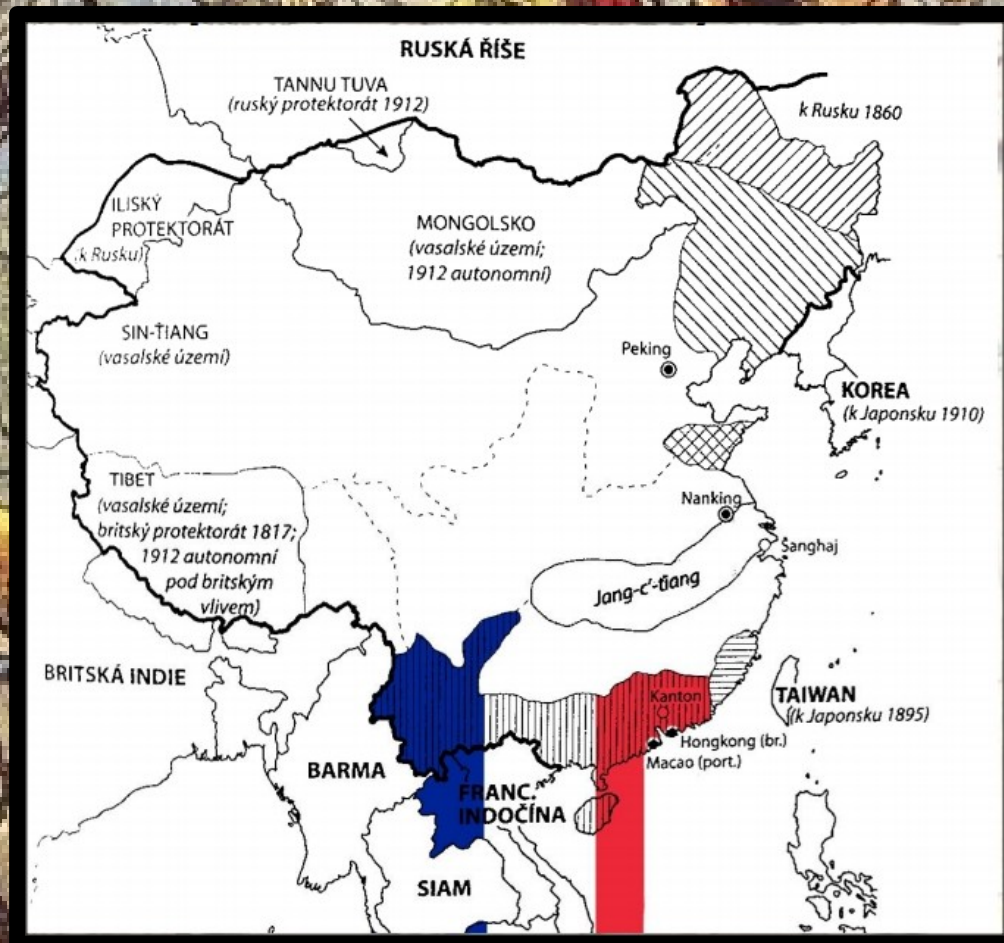 RUSKÁ ŘÍŠE
TANNU TUVA
(ruský protektorát 1912)
k Rusku 1860
ILISKÝ
PROTEKTORÁT
(k Rusku)
MONGOLSKO
(vasalské území;
1912 autonomní)
SIN-ŤIANG
(vasalské území)
Peking
KOREA
(k Japonsku 1910)
TIBET
(vasalské území;
britský protektorát 1817;
1912 autonomní
pod britským
vlivem)
Nanking
Šanghaj
Jang-c'-ťiang
BRITSKÁ INDIE
Kanton
TAIWAN
(k Japonsku 1895)
Hongkong (br.)
Macao (port.)
BARMA
FRANC.
INDOČÍNA
SIAM